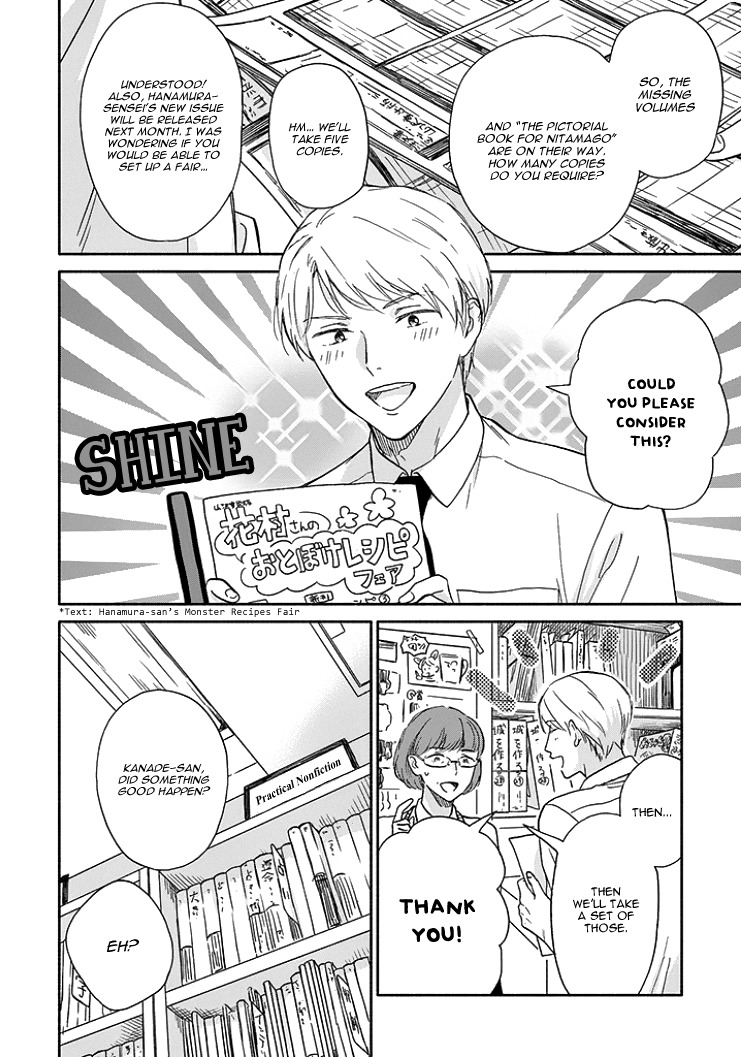 SO, THE
MISSING
VOLUMES
AND "THE PICTORIAL
BOOK FOR NITAMAGO"
ARE ON THEIR WAY.
HOW MANY COPIES
DO YOU REQUIRE?
HM... WE'LL
TAKE FIVE
COPIES.
UNDERSTOOD!
ALSO, HANAMURA-
SENSEI'S NEW ISSUE
WILL BE RELEASED
NEXT MONTH. I WAS
WONDERING IF YOU
WOULD BE ABLE TO
SET UP A FAIR...
COULD
YOU PLEASE
CONSIDER
THIS?
SHINE
花村さんの
おとぼけレシピ
フェア
*Text: Hanamura-san's Monster Recipes Fair
THEN...
THEN
WE'LL TAKE
A SET OF
THOSE.
THANK
YOU!
KANADE-SAN,
DID SOMETHING
GOOD HAPPEN?
Practical Nonfiction
EH?